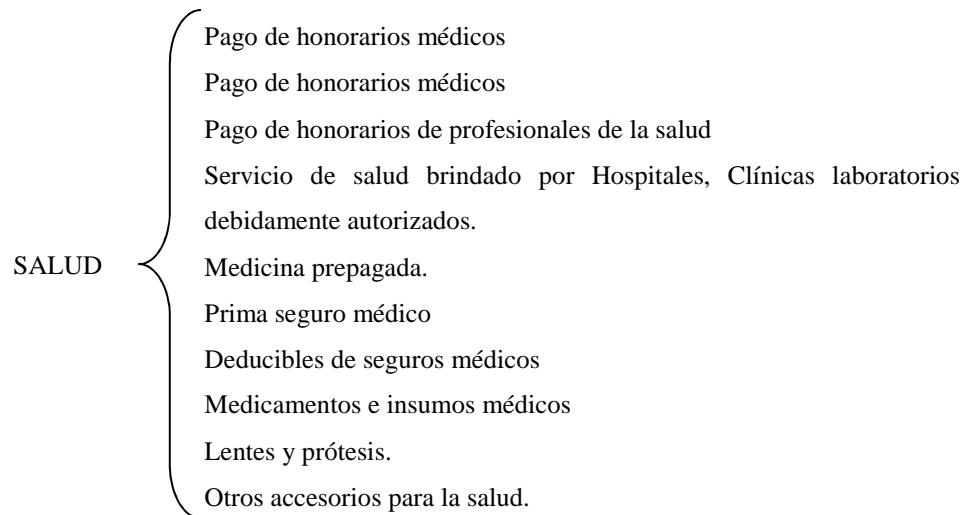 Pago de honorarios médicos
Pago de honorarios médicos
Pago de honorarios de profesionales de la salud
Servicio de salud brindado por Hospitales, Clínicas laboratorios
debidamente autorizados.
SALUD
Medicina prepagada.
Prima seguro médico
Deducibles de seguros médicos
Medicamentos e insumos médicos
Lentes y prótesis.
Otros accesorios para la salud.